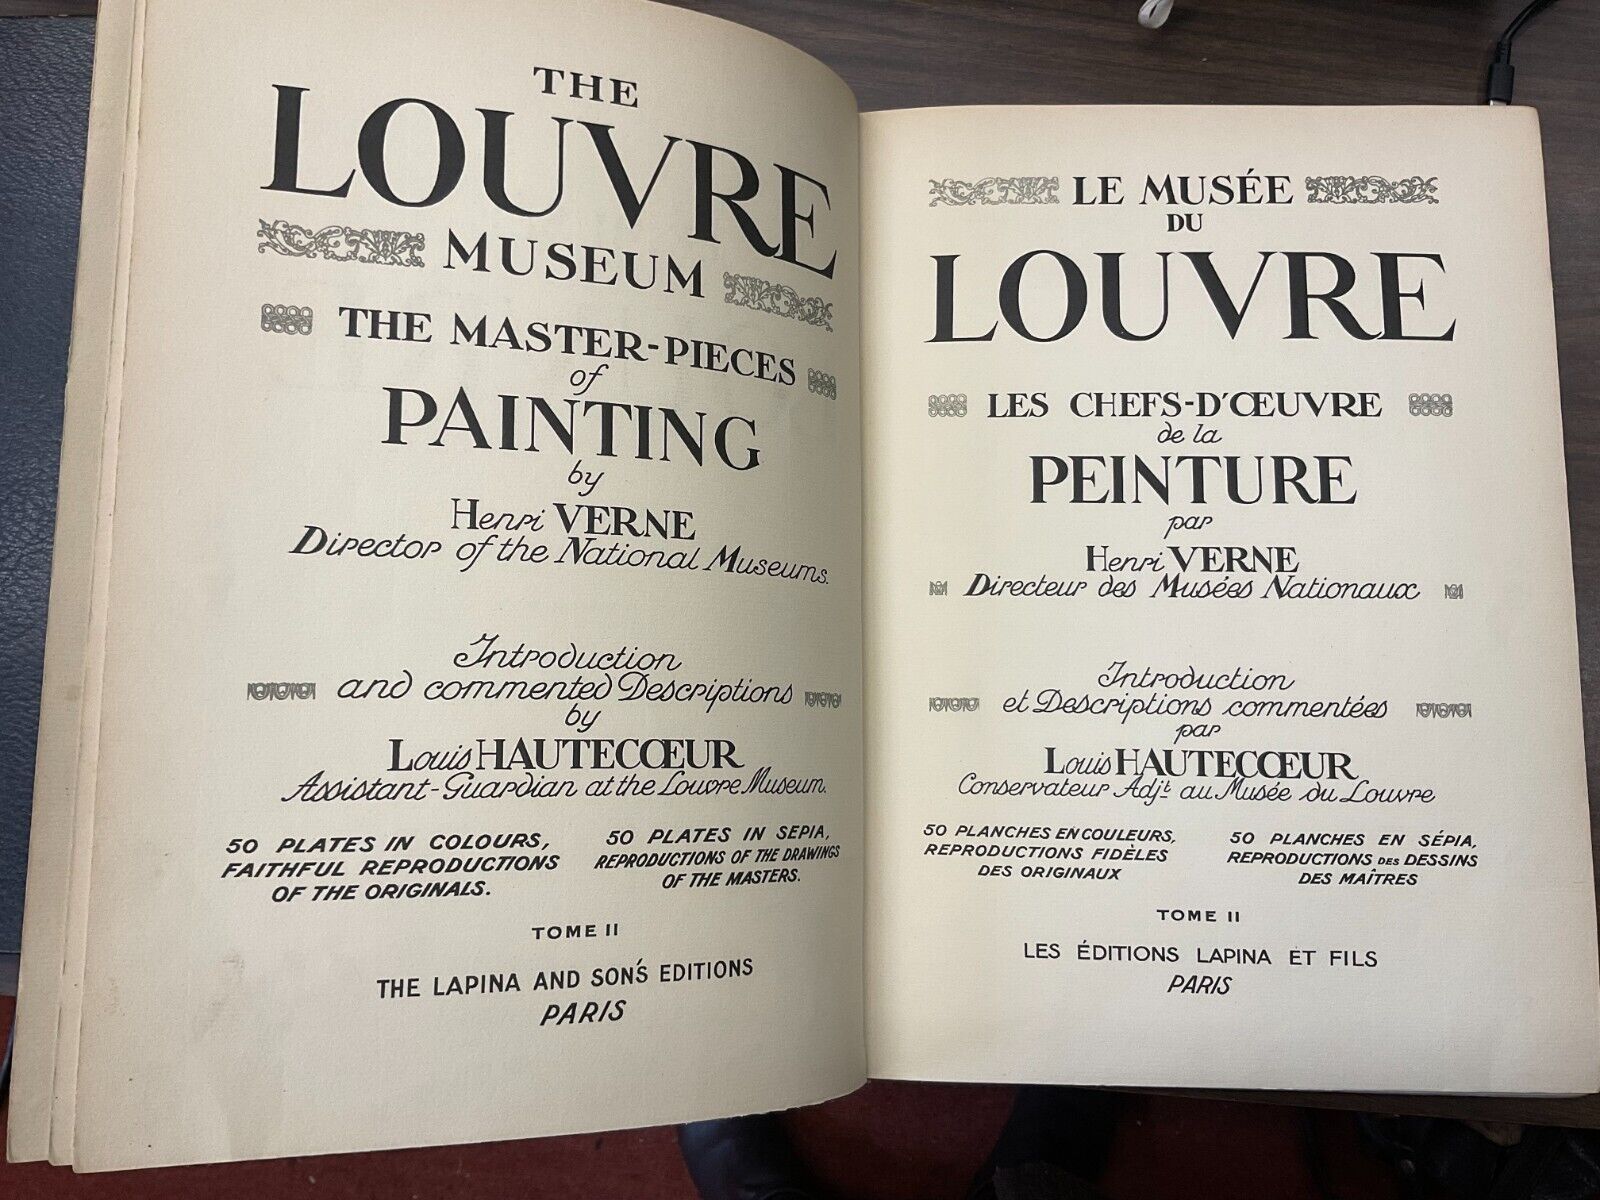 THE
LOUVRE
MUSEUM
THE MASTER-PIECES
of
PAINTING
by
Henri VERNE
Director of the National Museums.
Introduction
and commented Descriptions
by
Louis HAUTECŒUR
Assistant-Guardian at the Louvre Museum.
50 PLATES IN COLOURS,
FAITHFUL REPRODUCTIONS
OF THE ORIGINALS.
50 PLATES IN SEPIA,
REPRODUCTIONS OF THE DRAWINGS
OF THE MASTERS.
TOME II
THE LAPINA AND SON'S EDITIONS
PARIS
LE MUSÉE
DU
LOUVRE
LES CHEFS-D'ŒUVRE
de la
PEINTURE
par
Henri VERNE
Directeur des Musées Nationaux
Introduction
et Descriptions commentées
par
Louis HAUTECŒUR
Conservateur Adjt au Musée du Louvre
50 PLANCHES EN COULEURS,
REPRODUCTIONS FIDÈLES
DES ORIGINAUX
50 PLANCHES EN SÉPIA,
REPRODUCTIONS DES DESSINS
DES MAÎTRES
TOME II
LES ÉDITIONS LAPINA ET FILS
PARIS